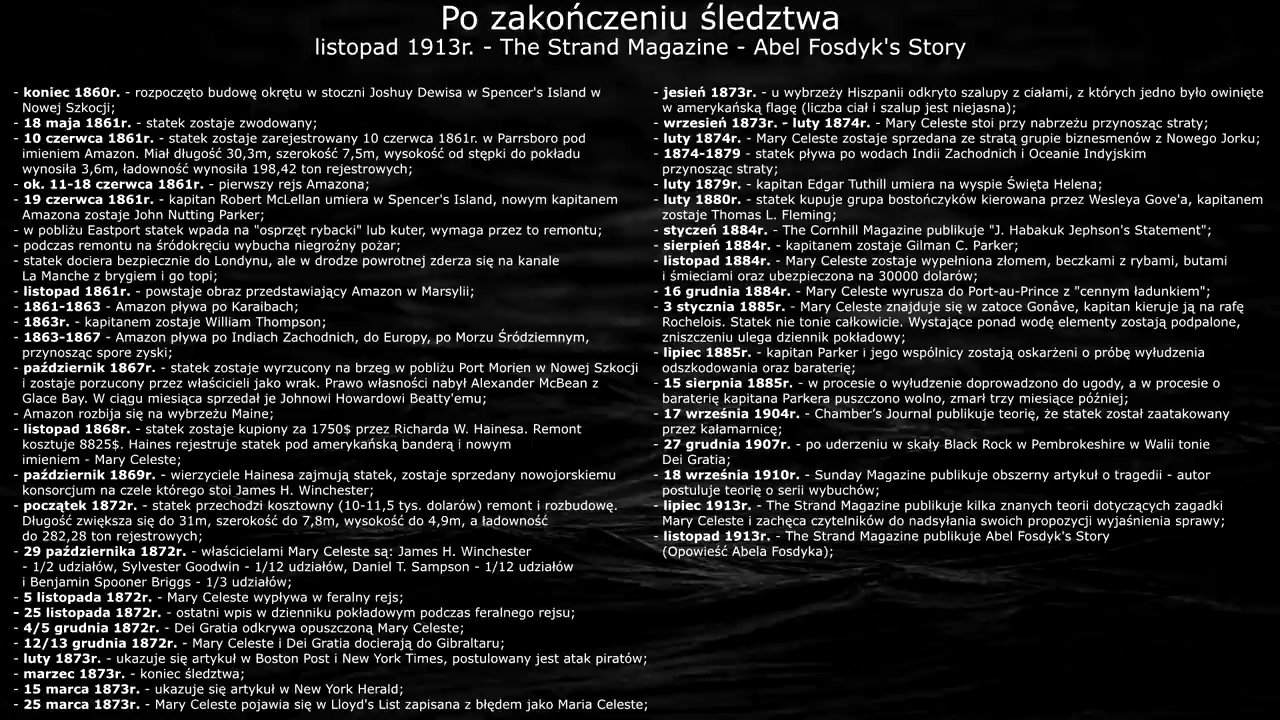 Po zakończeniu śledztwa
listopad 1913r. - The Strand Magazine - Abel Fosdyk's Story
- koniec 1860r. - rozpoczęto budowę okrętu w stoczni Joshuy Dewisa w Spencer's Island w
Nowej Szkocji;
- 18 maja 1861r. - statek zostaje zwodowany;
- 10 czerwca 1861r. - statek zostaje zarejestrowany 10 czerwca 1861r. w Parrsboro pod
imieniem Amazon. Miał długość 30,3m, szerokość 7,5m, wysokość od stępki do pokładu
wynosiła 3,6m, ładowność wynosiła 198,42 ton rejestrowych;
- ok. 11-18 czerwca 1861r. - pierwszy rejs Amazona;
- 19 czerwca 1861r. - kapitan Robert McLellan umiera w Spencer's Island, nowym kapitanem
Amazona zostaje John Nutting Parker;
- w pobliżu Eastport statek wpada na "osprzęt rybacki" lub kuter, wymaga przez to remontu;
- podczas remontu na śródokręciu wybucha niegroźny pożar;
- statek dociera bezpiecznie do Londynu, ale w drodze powrotnej zderza się na kanale
La Manche z brygiem i go topi;
- listopad 1861r. - powstaje obraz przedstawiający Amazon w Marsylii;
- 1861-1863 - Amazon pływa po Karaibach;
- 1863r. - kapitanem zostaje William Thompson;
- 1863-1867 - Amazon pływa po Indiach Zachodnich, do Europy, po Morzu Śródziemnym,
przynosząc spore zyski;
- październik 1867r. - statek zostaje wyrzucony na brzeg w pobliżu Port Morien w Nowej Szkocji
i zostaje porzucony przez właścicieli jako wrak. Prawo własności nabył Alexander McBean z
Glace Bay. W ciągu miesiąca sprzedał je Johnowi Howardowi Beatty'emu;
- Amazon rozbija się na wybrzeżu Maine;
- listopad 1868r. - statek zostaje kupiony za 1750$ przez Richarda W. Hainesa. Remont
kosztuje 8825$. Haines rejestruje statek pod amerykańską banderą i nowym
imieniem - Mary Celeste;
- październik 1869r. - wierzyciele Hainesa zajmują statek, zostaje sprzedany nowojorskiemu
konsorcjum na czele którego stoi James H. Winchester;
- początek 1872r. - statek przechodzi kosztowny (10-11,5 tys. dolarów) remont i rozbudowę.
Długość zwiększa się do 31m, szerokość do 7,8m, wysokość do 4,9m, a ładowność
do 282,28 ton rejestrowych;
- 29 października 1872r. - właścicielami Mary Celeste są: James H. Winchester
- 1/2 udziałów, Sylvester Goodwin - 1/12 udziałów, Daniel T. Sampson - 1/12 udziałów
i Benjamin Spooner Briggs - 1/3 udziałów;
- 5 listopada 1872r. - Mary Celeste wypływa w feralny rejs;
- 25 listopada 1872r. - ostatni wpis w dzienniku pokładowym podczas feralnego rejsu;
- 4/5 grudnia 1872r. - Dei Gratia odkrywa opuszczoną Mary Celeste;
- 12/13 grudnia 1872r. - Mary Celeste i Dei Gratia docierają do Gibraltaru;
- luty 1873r. - ukazuje się artykuł w Boston Post i New York Times, postulowany jest atak piratów;
- marzec 1873r. - koniec śledztwa;
- 15 marca 1873r. - ukazuje się artykuł w New York Herald;
- 25 marca 1873r. - Mary Celeste pojawia się w Lloyd's List zapisana z błędem jako Maria Celeste;
- jesień 1873r. - u wybrzeży Hiszpanii odkryto szalupy z ciałami, z których jedno było owinięte
w amerykańską flagę (liczba ciał i szalup jest niejasna);
- wrzesień 1873r. - luty 1874r. - Mary Celeste stoi przy nabrzeżu przynosząc straty;
- luty 1874r. - Mary Celeste zostaje sprzedana ze stratą grupie biznesmenów z Nowego Jorku;
- 1874-1879 - statek pływa po wodach Indii Zachodnich i Oceanie Indyjskim
przynosząc straty;
- luty 1879r. - kapitan Edgar Tuthill umiera na wyspie Święta Helena;
- luty 1880r. - statek kupuje grupa bostończyków kierowana przez Wesleya Gove'a, kapitanem
zostaje Thomas L. Fleming;
- styczeń 1884r. - The Cornhill Magazine publikuje "J. Habakuk Jephson's Statement";
- sierpień 1884r. - kapitanem zostaje Gilman C. Parker;
- listopad 1884r. - Mary Celeste zostaje wypełniona złomem, beczkami z rybami, butami
i śmieciami oraz ubezpieczona na 30000 dolarów;
- 16 grudnia 1884r. - Mary Celeste wyrusza do Port-au-Prince z "cennym ładunkiem";
- 3 stycznia 1885r. - Mary Celeste znajduje się w zatoce Gonâve, kapitan kieruje ją na rafę
Rochelois. Statek nie tonie całkowicie. Wystające ponad wodę elementy zostają podpalone,
zniszczeniu ulega dziennik pokładowy;
- lipiec 1885r. - kapitan Parker i jego wspólnicy zostają oskarżeni o próbę wyłudzenia
odszkodowania oraz baraterię;
- 15 sierpnia 1885r. - w procesie o wyłudzenie doprowadzono do ugody, a w procesie o
baraterię kapitana Parkera puszczono wolno, zmarł trzy miesiące później;
- 17 września 1904r. - Chamber's Journal publikuje teorię, że statek został zaatakowany
przez kałamarnicę;
- 27 grudnia 1907r. - po uderzeniu w skały Black Rock w Pembrokeshire w Walii tonie
Dei Gratia;
- 18 września 1910r. - Sunday Magazine publikuje obszerny artykuł o tragedii - autor
postuluje teorię o serii wybuchów;
- lipiec 1913r. - The Strand Magazine publikuje kilka znanych teorii dotyczących zagadki
Mary Celeste i zachęca czytelników do nadsyłania swoich propozycji wyjaśnienia sprawy;
- listopad 1913r. - The Strand Magazine publikuje Abel Fosdyk's Story
(Opowieść Abela Fosdyka);